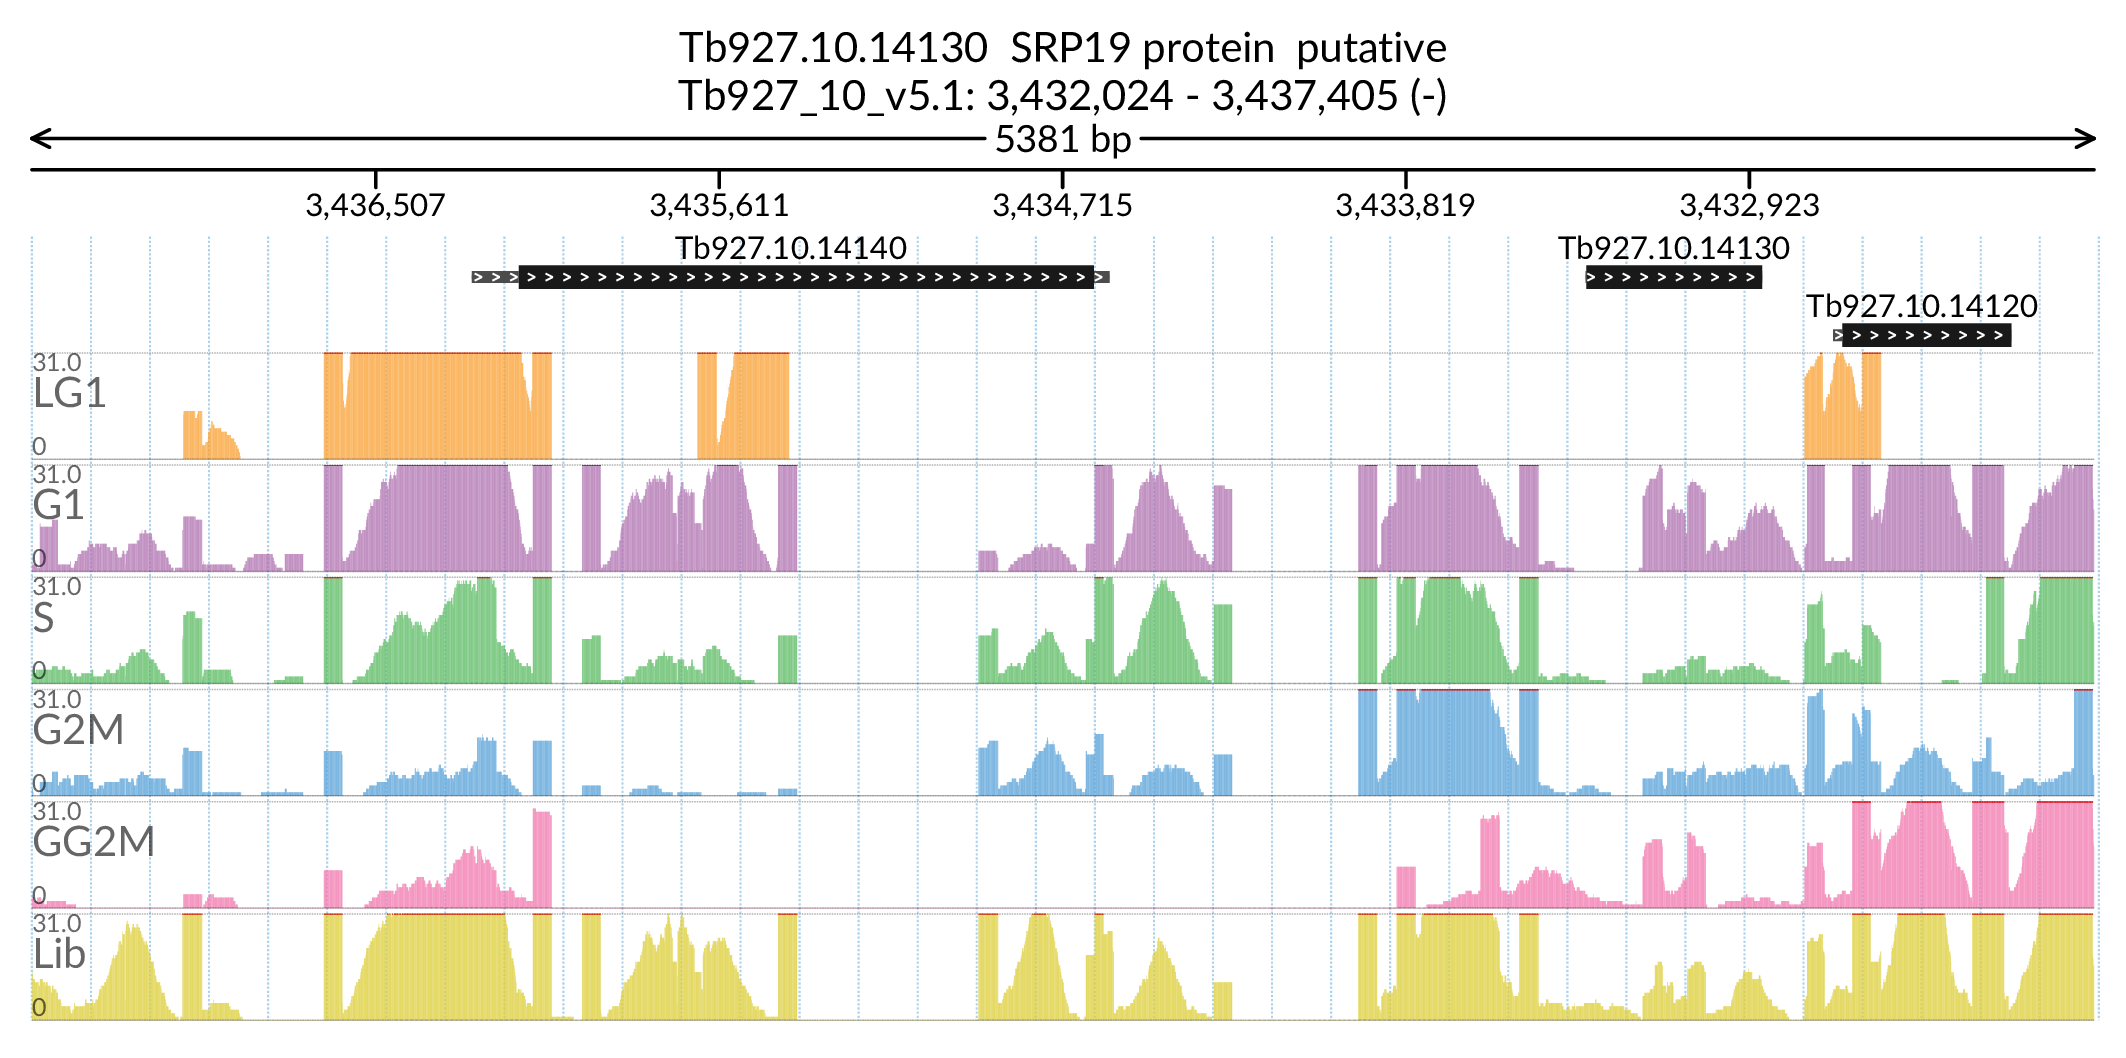 Tb927.10.14130  SRP19 protein  putative
Tb927_10_v5.1: 3,432,024 - 3,437,405 (-)
5381 bp
3,436,507 3,435,611 3,434,715 3,433,819 3,432,923
Tb927.10.14140 Tb927.10.14130
Tb927.10.14120
31.0
LG1
0
31.0
G1
0
31.0
S
0
31.0
G2M
0
31.0
GG2M
0
31.0
Lib
0